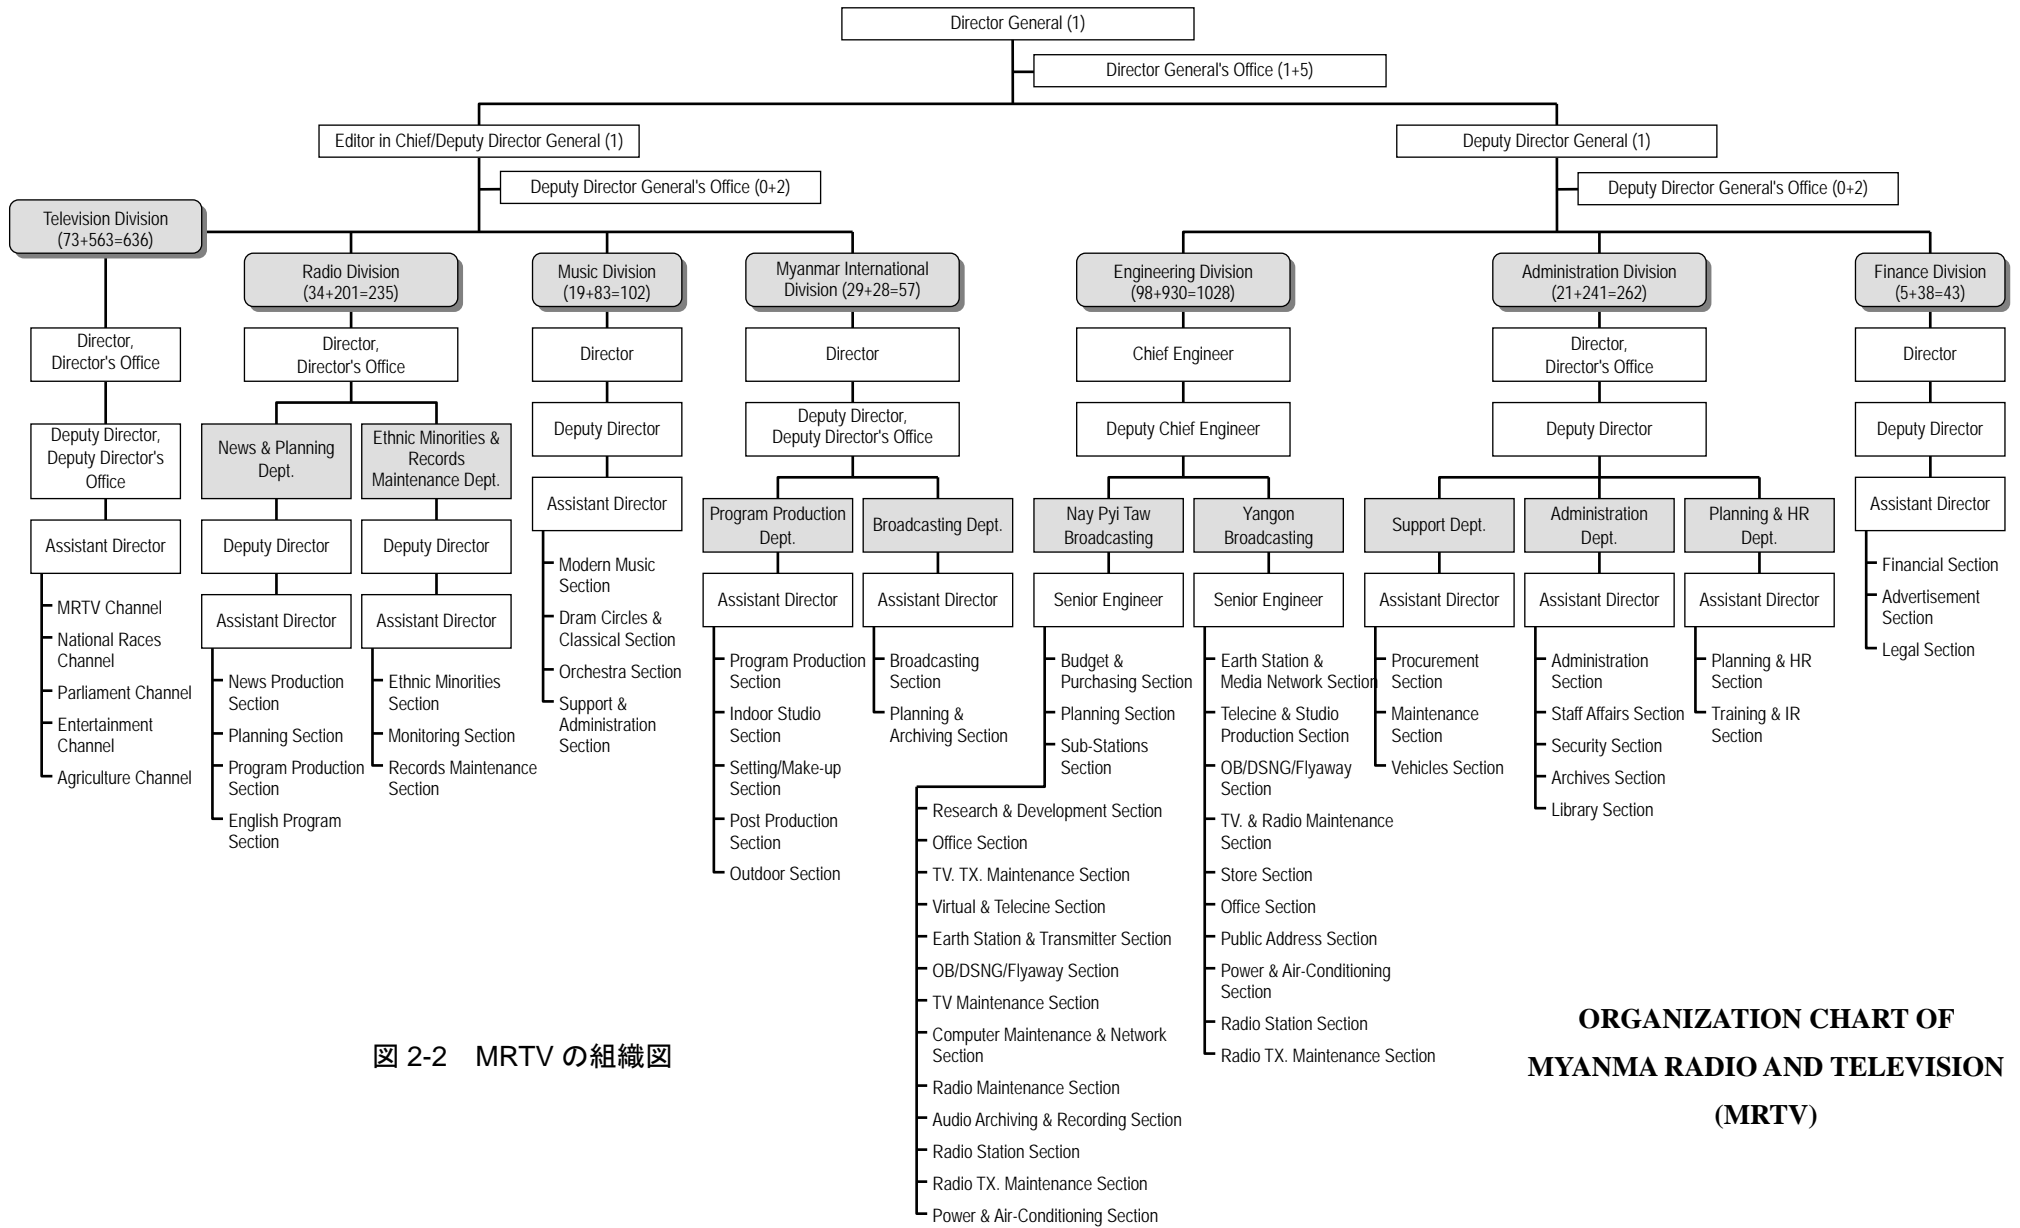 Director General (1)
Director General's Office (1+5)
Editor in Chief/Deputy Director General (1)
Deputy Director General's Office (0+2)
Deputy Director General (1)
Deputy Director General's Office (0+2)
Television Division
(73+563=636)
Director,
Director's Office
Deputy Director,
Deputy Director's
Office
Assistant Director
MRTV Channel
National Races
Channel
Parliament Channel
Entertainment
Channel
Agriculture Channel
Radio Division
(34+201=235)
Director,
Director's Office
News & Planning
Dept.
Deputy Director
Assistant Director
News Production
Section
Planning Section
Program Production
Section
English Program
Section
Ethnic Minorities &
Records
Maintenance Dept.
Deputy Director
Assistant Director
Ethnic Minorities
Section
Monitoring Section
Records Maintenance
Section
Music Division
(19+83=102)
Director
Deputy Director
Assistant Director
Modern Music
Section
Dram Circles &
Classical Section
Orchestra Section
Support &
Administration
Section
Myanmar International
Division (29+28=57)
Director
Deputy Director,
Deputy Director's Office
Program Production
Dept.
Assistant Director
Program Production
Section
Indoor Studio
Section
Setting/Make-up
Section
Post Production
Section
Outdoor Section
Broadcasting Dept.
Assistant Director
Broadcasting
Section
Planning &
Archiving Section
Engineering Division
(98+930=1028)
Chief Engineer
Deputy Chief Engineer
Nay Pyi Taw
Broadcasting
Senior Engineer
Budget &
Purchasing Section
Planning Section
Sub-Stations
Section
Research & Development Section
Office Section
TV. TX. Maintenance Section
Virtual & Telecine Section
Earth Station & Transmitter Section
OB/DSNG/Flyaway Section
TV Maintenance Section
Computer Maintenance & Network
Section
Radio Maintenance Section
Audio Archiving & Recording Section
Radio Station Section
Radio TX. Maintenance Section
Power & Air-Conditioning Section
Yangon
Broadcasting
Senior Engineer
Earth Station &
Media Network Section
Telecine & Studio
Production Section
OB/DSNG/Flyaway
Section
TV. & Radio Maintenance
Section
Store Section
Office Section
Public Address Section
Power & Air-Conditioning
Section
Radio Station Section
Radio TX. Maintenance Section
Administration Division
(21+241=262)
Director,
Director's Office
Deputy Director
Support Dept.
Assistant Director
Procurement
Section
Maintenance
Section
Vehicles Section
Administration
Dept.
Assistant Director
Administration
Section
Staff Affairs Section
Security Section
Archives Section
Library Section
Planning & HR
Dept.
Assistant Director
Planning & HR
Section
Training & IR
Section
Finance Division
(5+38=43)
Director
Deputy Director
Assistant Director
Financial Section
Advertisement
Section
Legal Section
図 2-2　MRTV の組織図
ORGANIZATION CHART OF
MYANMA RADIO AND TELEVISION
(MRTV)